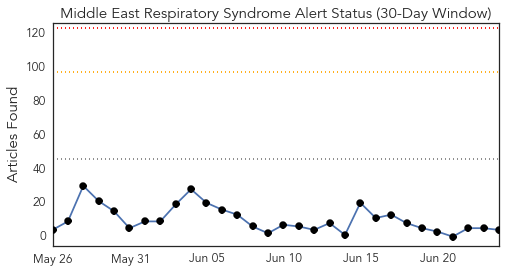 Middle East Respiratory Syndrome Alert Status (30-Day Window)
Articles Found
120
100
80
60
40
20
0
May 26 May 31 Jun 05 Jun 10 Jun 15 Jun 20